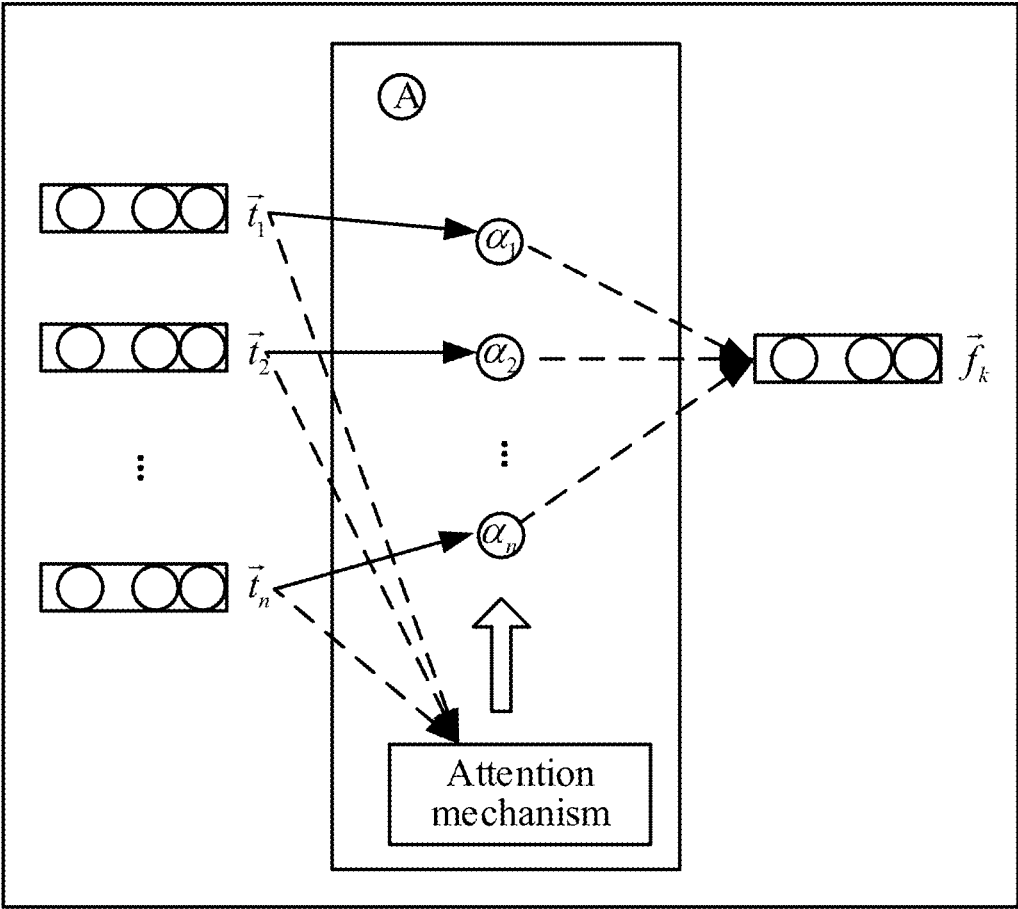 A
t⃗₁
α₁
t⃗₂
α₂
f⃗ₖ
⋮
⋮
αₙ
t⃗ₙ
Attention
mechanism